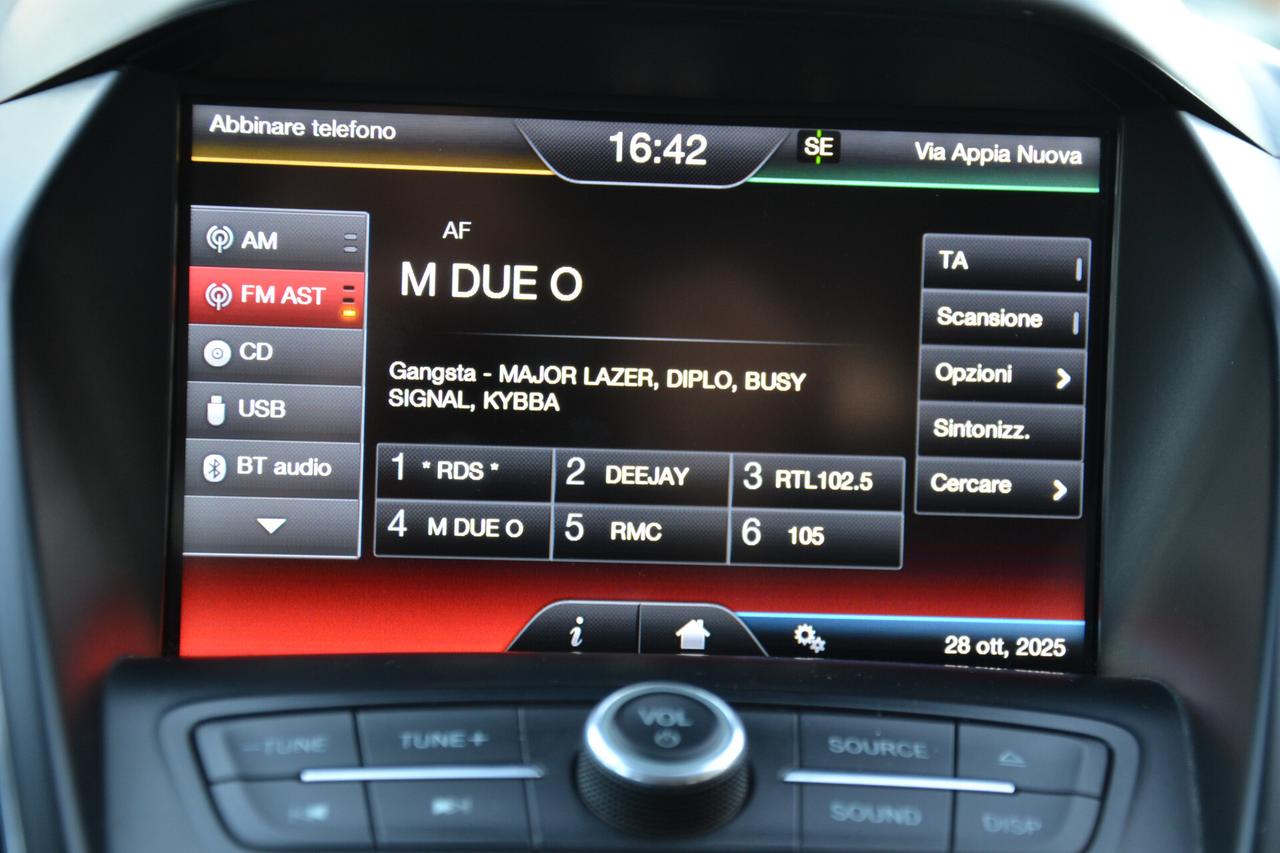 Abbinare telefono
16:42
SE
Via Appia Nuova
AM
FM AST
CD
USB
BT audio
AF
M DUE O
Gangsta - MAJOR LAZER, DIPLO, BUSY
SIGNAL, KYBBA
1 * RDS *
2 DEEJAY
3 RTL102.5
4 M DUE O
5 RMC
6 105
TA
Scansione
Opzioni
Sintonizz.
Cercare
i
28 ott, 2025
-TUNE
TUNE+
VOL
SOURCE
SOUND
DISP